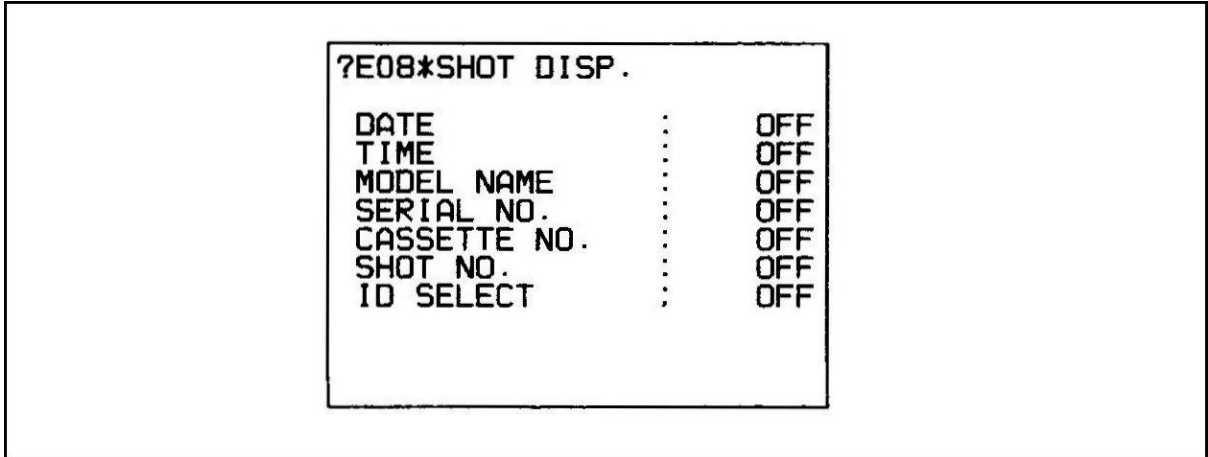 ?E08*SHOT DISP.
DATE : OFF
TIME : OFF
MODEL NAME : OFF
SERIAL NO. : OFF
CASSETTE NO. : OFF
SHOT NO. : OFF
ID SELECT : OFF